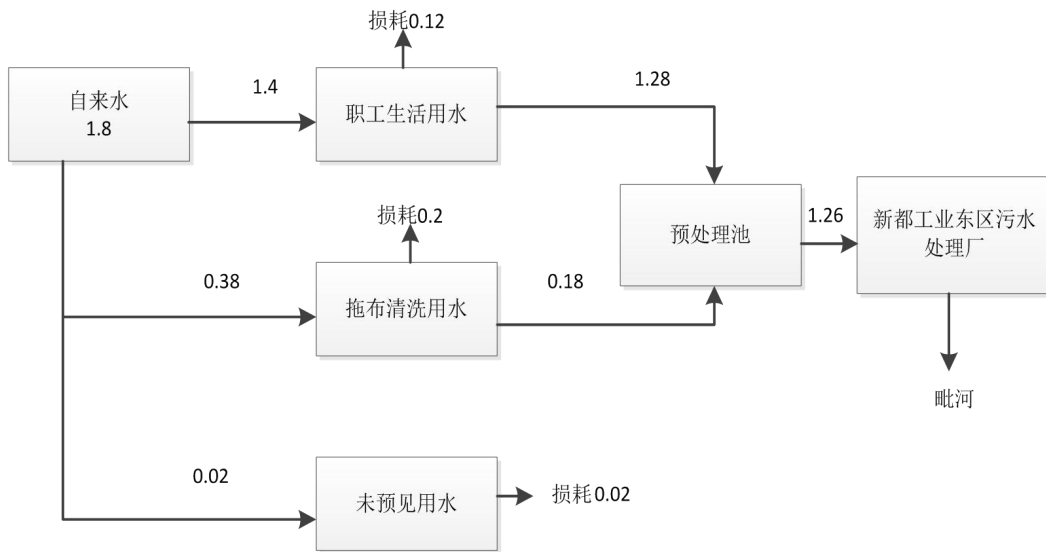 损耗0.12
自来水
1.8
1.4
职工生活用水
1.28
损耗0.2
预处理池
1.26
新都工业东区污水
处理厂
0.38
拖布清洗用水
0.18
毗河
0.02
未预见用水
损耗0.02